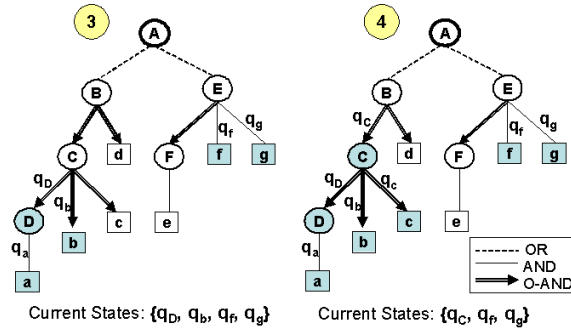 3
A
B
E
q_f
q_g
C
d
F
f
g
q_D
q_b
D
c
e
q_a
b
a
Current States: {q_D, q_b, q_f, q_g}
4
A
B
E
q_C
q_f
q_g
C
d
F
f
g
q_D
q_c
q_b
D
c
e
q_a
b
a
OR
AND
O-AND
Current States: {q_C, q_f, q_g}